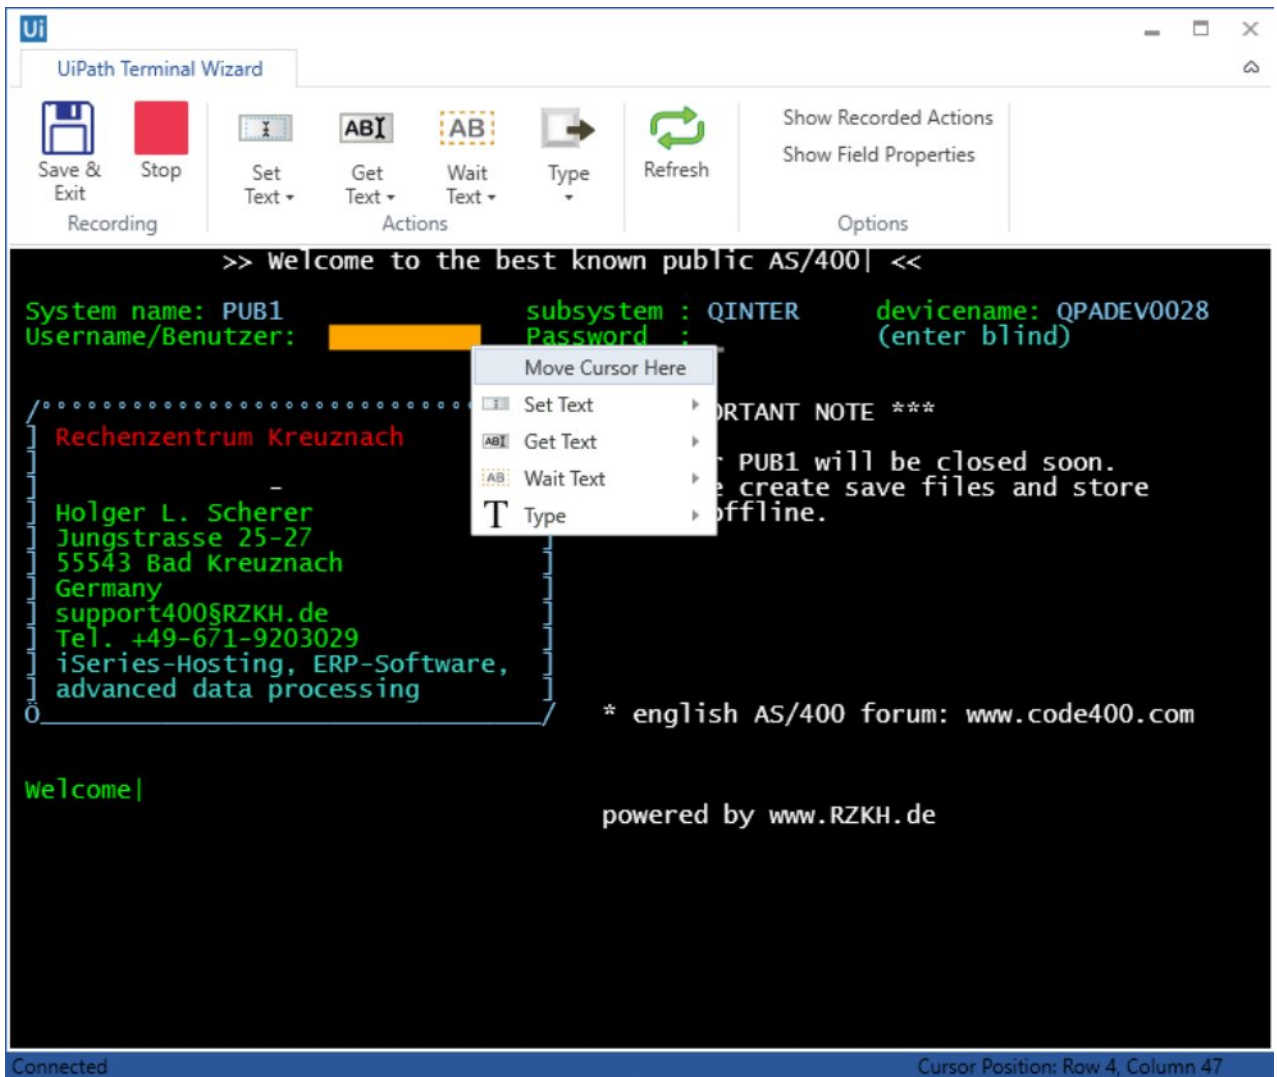 Ui
UiPath Terminal Wizard
Save & Exit
Stop
Set Text
Get Text
Wait Text
Type
Refresh
Show Recorded Actions
Show Field Properties
Recording
Actions
Options
>> Welcome to the best known public AS/400| <<
System name: PUB1 subsystem : QINTER devicename: QPADEV0028
Username/Benutzer: Password : _ (enter blind)
Move Cursor Here
Set Text
Get Text
Wait Text
Type
NOTE ***
PUB1 will be closed soon.
create save files and store
offline.
Rechenzentrum Kreuznach
Holger L. Scherer
Jungstrasse 25-27
55543 Bad Kreuznach
Germany
support400§RZKH.de
Tel. +49-671-9203029
iSeries-Hosting, ERP-Software,
advanced data processing
* english AS/400 forum: www.code400.com
Welcome|
powered by www.RZKH.de
Connected
Cursor Position: Row 4, Column 47